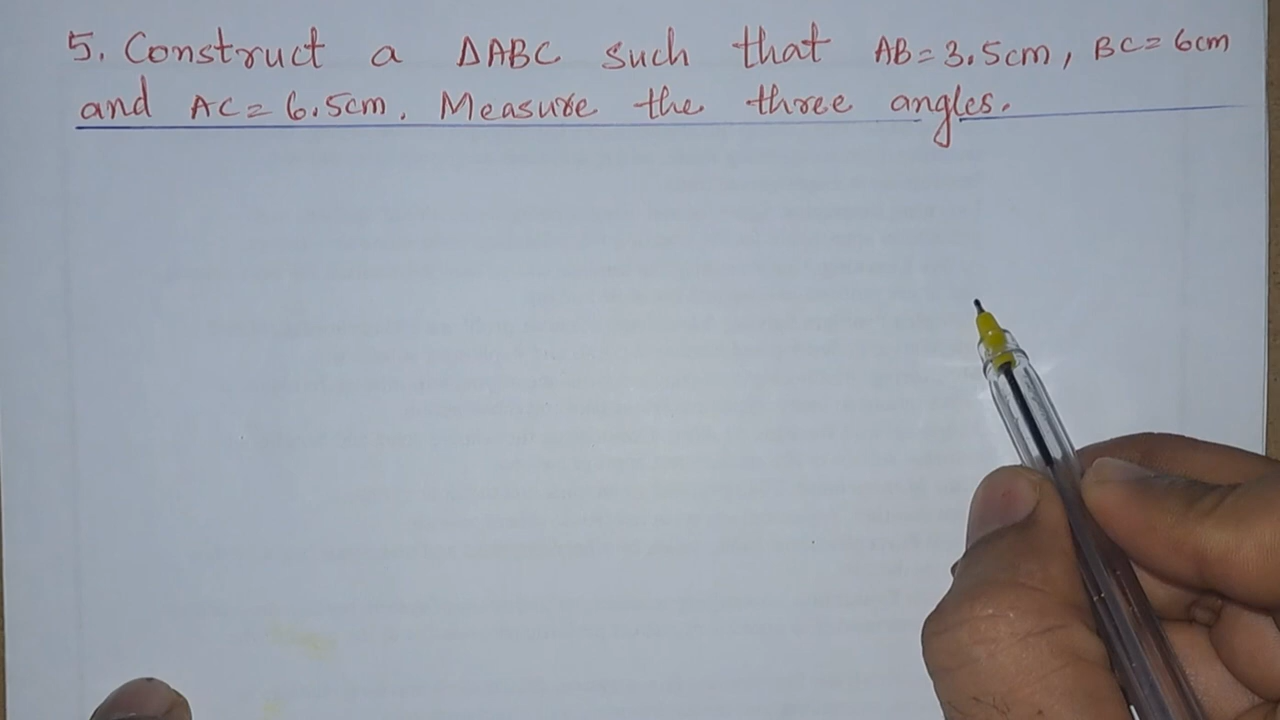 5. Construct a ΔABC such that AB=3.5cm, BC=6cm
and AC=6.5cm. Measure the three angles.